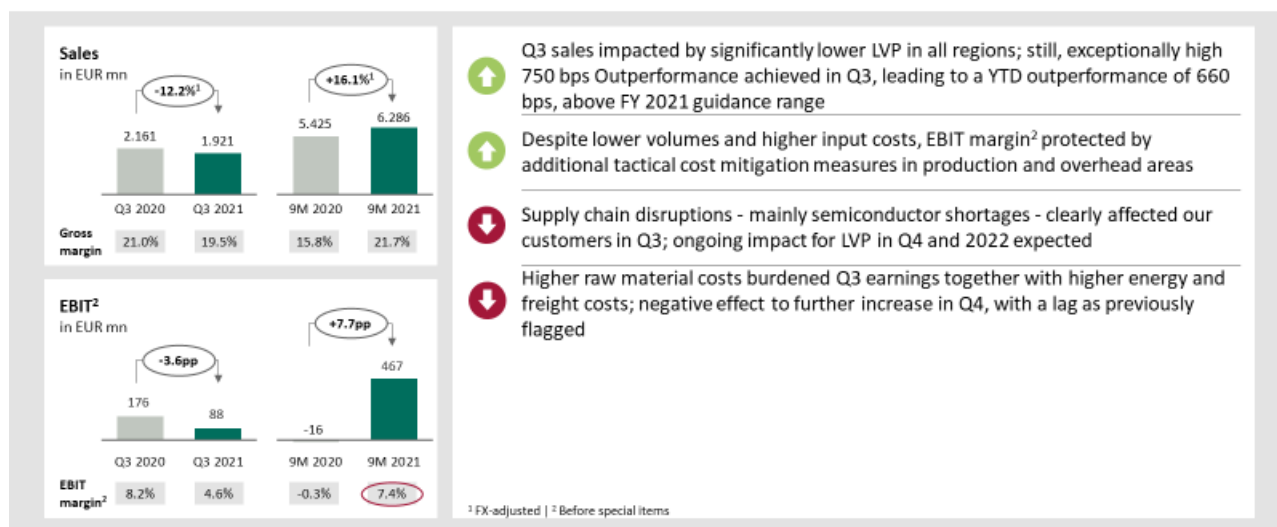 Sales
in EUR mn
-12.2%¹
+16.1%¹
2.161
1.921
5.425
6.286
Q3 2020
Q3 2021
9M 2020
9M 2021
Gross
margin
21.0%
19.5%
15.8%
21.7%
EBIT²
in EUR mn
-3.6pp
+7.7pp
176
88
-16
467
Q3 2020
Q3 2021
9M 2020
9M 2021
EBIT
margin²
8.2%
4.6%
-0.3%
7.4%
Q3 sales impacted by significantly lower LVP in all regions; still, exceptionally high
750 bps Outperformance achieved in Q3, leading to a YTD outperformance of 660
bps, above FY 2021 guidance range
Despite lower volumes and higher input costs, EBIT margin² protected by
additional tactical cost mitigation measures in production and overhead areas
Supply chain disruptions - mainly semiconductor shortages - clearly affected our
customers in Q3; ongoing impact for LVP in Q4 and 2022 expected
Higher raw material costs burdened Q3 earnings together with higher energy and
freight costs; negative effect to further increase in Q4, with a lag as previously
flagged
¹ FX-adjusted | ² Before special items